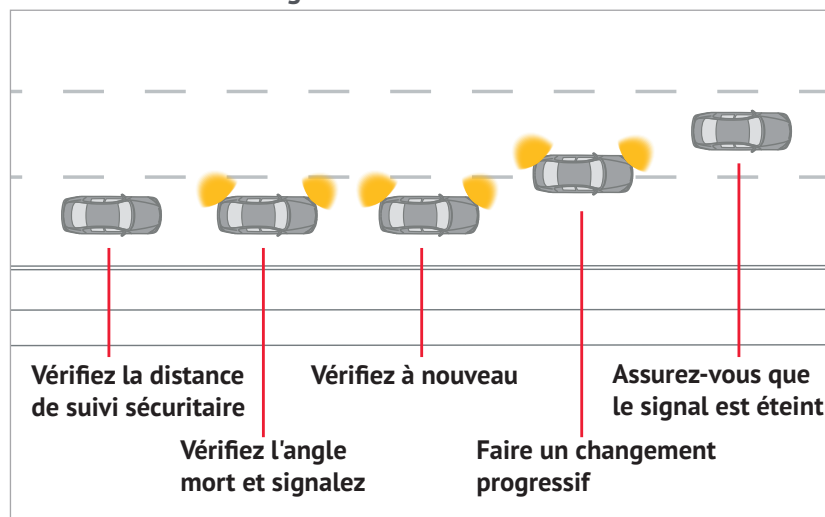 Vérifiez la distance
de suivi sécuritaire
Vérifiez l'angle
mort et signalez
Vérifiez à nouveau
Faire un changement
progressif
Assurez-vous que
le signal est éteint